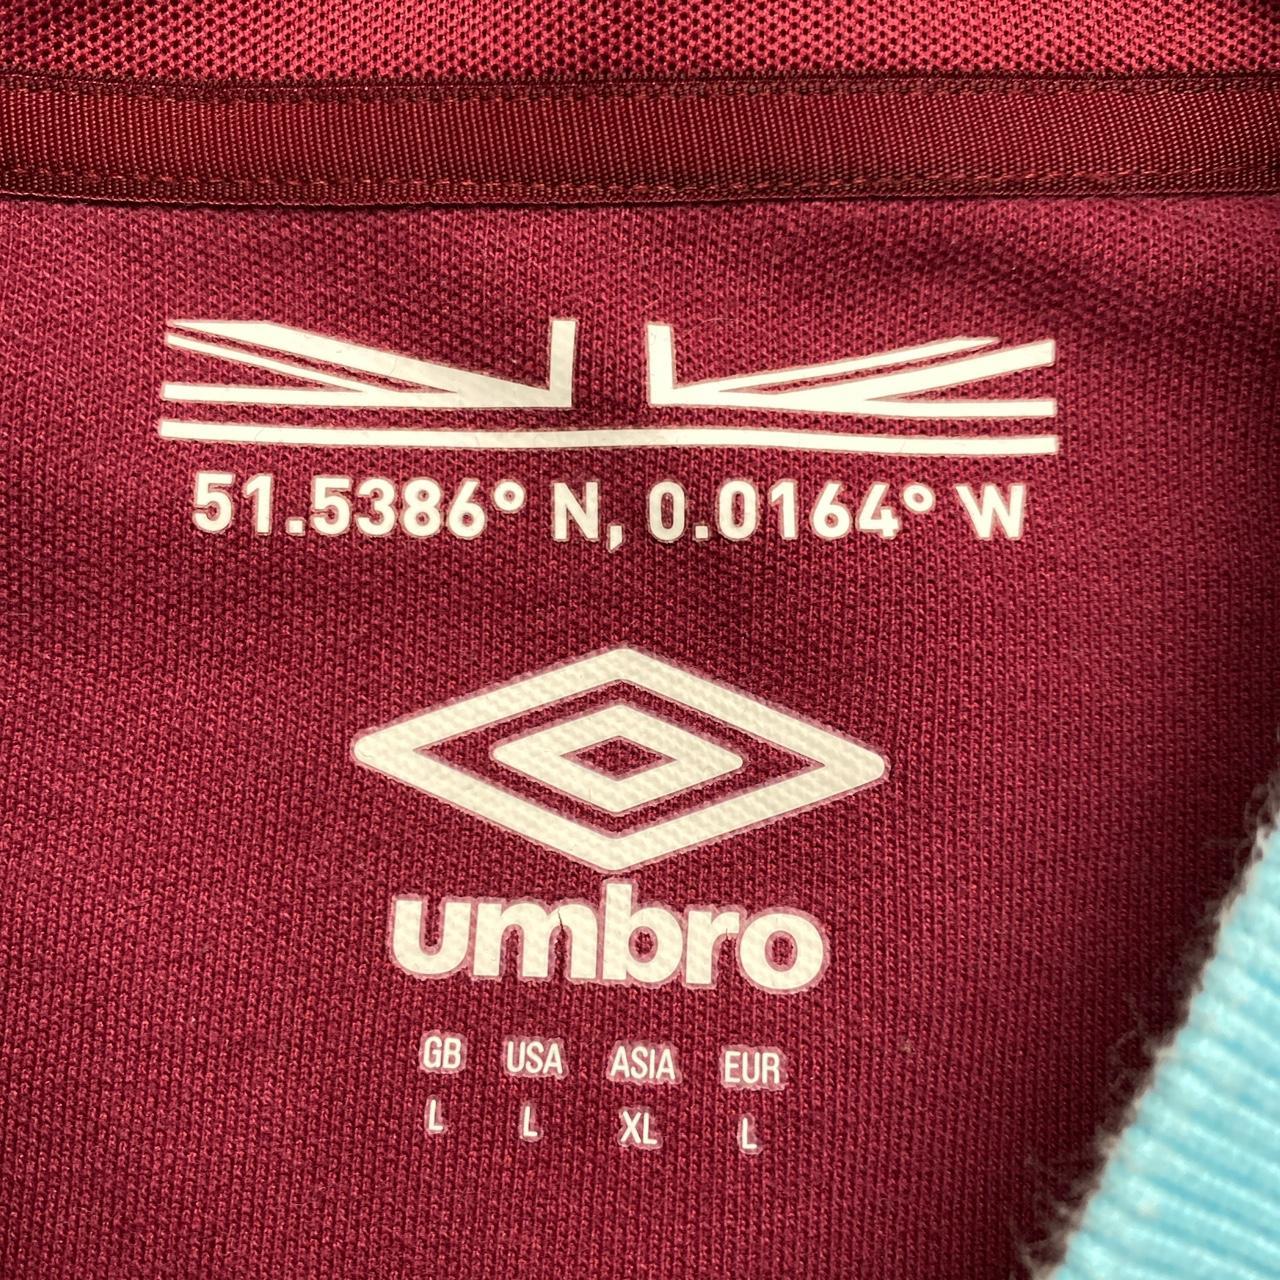 51.5386° N, 0.0164° W
umbro
GB USA ASIA EUR
L L XL L